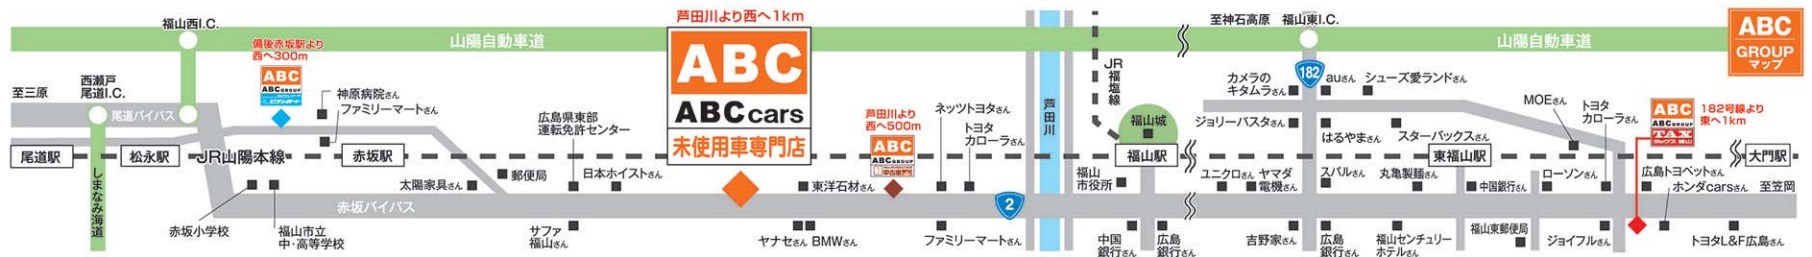 福山西I.C.
芦田川より西へ1km
至神石高原
福山東I.C.
ABC
GROUP
マップ
山陽自動車道
山陽自動車道
備後赤坂駅より
西へ300m
ABC
ABCGROUP
ABC
ABC cars
未使用車専門店
西瀬戸
尾道I.C.
至三原
尾道バイパス
神原病院さん
ファミリーマートさん
広島県東部
運転免許センター
芦田川より
西へ500m
ABC
ABCGROUP
ネッツトヨタさん
トヨタ
カローラさん
芦田川
JR福塩線
福山城
カメラの
キタムラさん
182
auさん
シューズ愛ランドさん
ジョリーパスタさん
はるやまさん
スターバックスさん
MOEさん
トヨタ
カローラさん
ABC
ABCGROUP
TAX
182号線より
東へ1km
尾道駅
松永駅
JR山陽本線
赤坂駅
福山駅
東福山駅
大門駅
しまなみ海道
太陽家具さん
郵便局
日本ホイストさん
東洋石材さん
福山
市役所
ユニクロさん
ヤマダ
電機さん
スバルさん
丸亀製麺さん
中国銀行さん
ローソンさん
広島トヨペットさん
ホンダcarsさん
至笠岡
赤坂バイパス
2
赤坂小学校
福山市立
中・高等学校
サファ
福山さん
ヤナセさん
BMWさん
ファミリーマートさん
中国
銀行さん
広島
銀行さん
吉野家さん
広島
銀行さん
福山センチュリー
ホテルさん
福山東郵便局
ジョイフルさん
トヨタL&F広島さん